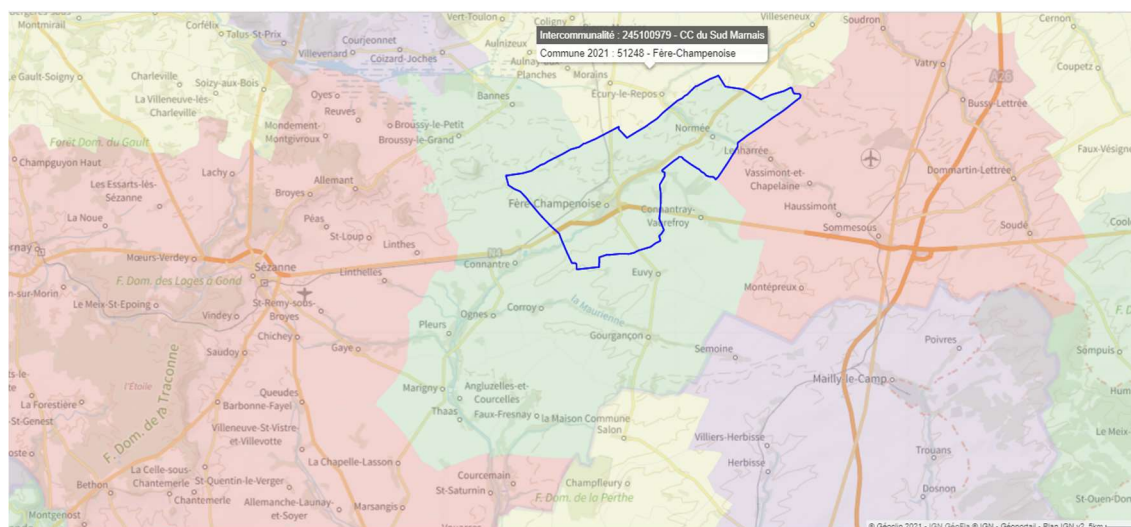 Montmirail
Corfélix
Talus-St-Prix
Vert-Toulon
Coligny
Villeseneux
Soudron
Cernon
Intercommunalité : 245100979 - CC du Sud Marnais
Commune 2021 : 51248 - Fère-Champenoise
Courjeonnet
Villevenard
Coizard-Joches
Aulnizeux
Aulnay-aux-
Planches
Morains
Vatry
A26
Coupetz
Le Gault-Soigny
Charleville
Soizy-aux-Bois
La Villeneuve-lès-
Charleville
Oyes
Reuves
Bannes
Écury-le-Repos
Bussy-Lettrée
Mondement-
Montgivroux
Broussy-le-Petit
Broussy-le-Grand
Normée
Forêt Dom. du Gault
Lenharrée
Faux-Vésigneul
Champguyon Haut
Lachy
Allemant
Vassimont-et-
Chapelaine
Dommartin-Lettrée
Les Essarts-lès-
Sézanne
Broyes
Fère-Champenoise
Connantray-
Vaurefroy
Haussimont
La Noue
Péas
St-Loup
Linthes
Sommesous
Soudé
Mœurs-Verdey
Sézanne
N4
Connantre
Linthelles
Euvy
F. Dom. des Loges à Gond
Le Meix-St-Epoing
St-Remy-sous-
Broyes
Montépreux
Vindey
Chichey
Ognes
Corroy
la Maurienne
Pleurs
Gourgançon
Semoine
Poivres
Saudoy
Gaye
Sompuis
l'Étoile
F. Dom. de la Traconne
Marigny
Angluzelles-et-
Courcelles
Mailly-le-Camp
La Forestière
Queudes
Barbonne-Fayel
Thaas
Faux-Fresnay
la Maison Commune
Salon
Villeneuve-St-Vistre-
et-Villevotte
Villiers-Herbisse
Le Meix-
Herbisse
Trouans
La Celle-sous-
Chantemerle
La Chapelle-Lasson
Courcemain
Champfleury
Bethon
St-Quentin-le-Verger
St-Saturnin
F. Dom. de la Perthe
Dosnon
St-Ouen-Dom
Chantemerle
Allemanche-Launay-
et-Soyer
Marsangis
Montgenost